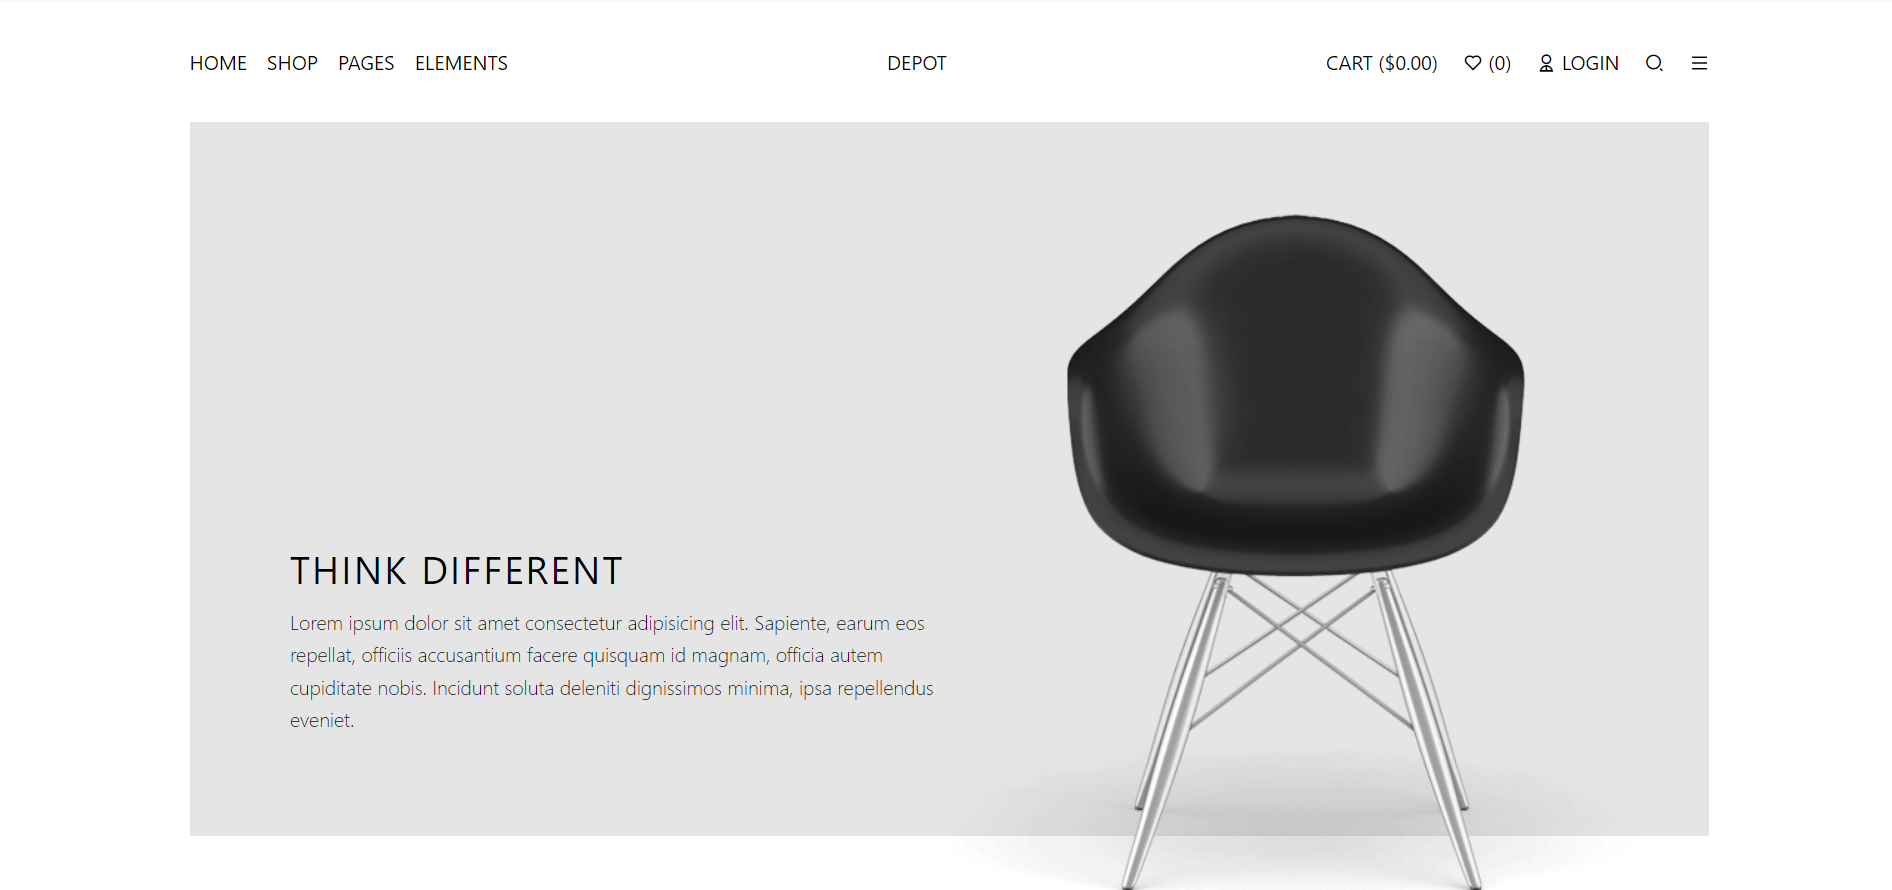 HOME SHOP PAGES ELEMENTS DEPOT CART ($0.00) (0) LOGIN
THINK DIFFERENT
Lorem ipsum dolor sit amet consectetur adipisicing elit. Sapiente, earum eos
repellat, officiis accusantium facere quisquam id magnam, officia autem
cupiditate nobis. Incidunt soluta deleniti dignissimos minima, ipsa repellendus
eveniet.